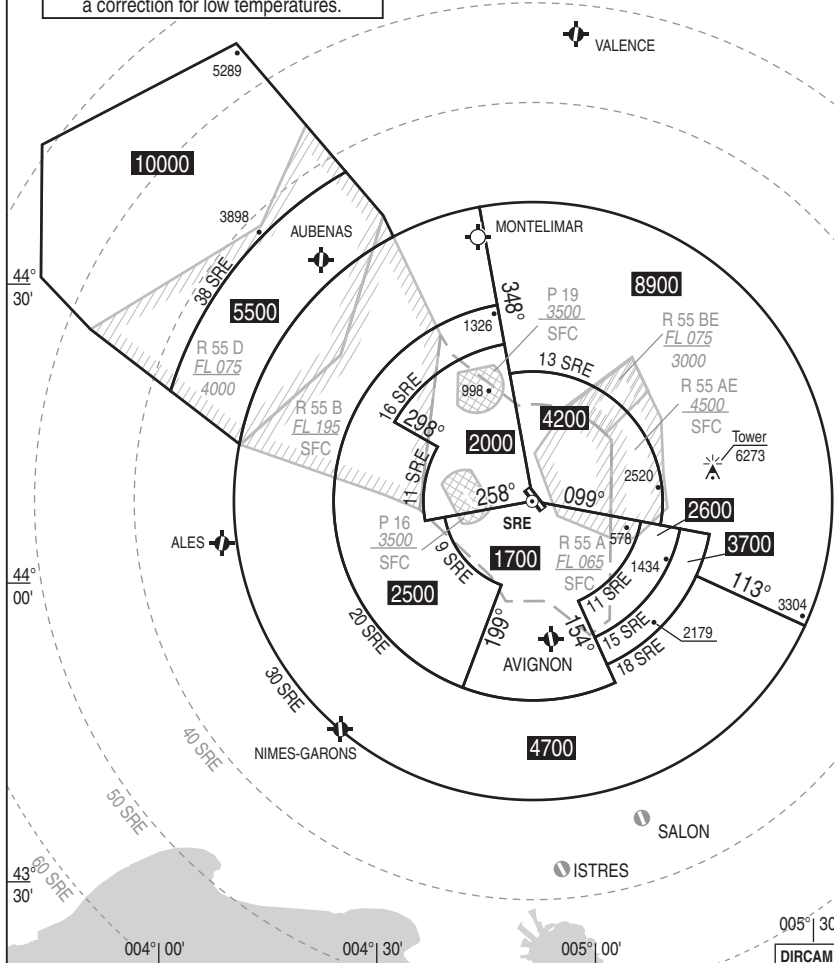 a correction for low temperatures.
VALENCE
5289
10000
3898
AUBENAS
MONTELIMAR
44°
30'
38 SRE
348°
8900
5500
P 19
3500
SFC
1326
R 55 BE
FL 075
3000
R 55 D
FL 075
4000
13 SRE
R 55 AE
4500
SFC
16 SRE
998
R 55 B
FL 195
SFC
298°
4200
2000
Tower
6273
11 SRE
2520
258°
099°
SRE
2600
P 16
3500
SFC
578
R 55 A
FL 065
SFC
3700
ALES
9 SRE
1700
1434
44°
00'
2500
11 SRE
113°
3304
20 SRE
199°
154°
15 SRE
2179
AVIGNON
18 SRE
30 SRE
NIMES-GARONS
4700
40 SRE
50 SRE
SALON
60 SRE
ISTRES
43°
30'
004° 00'
004° 30'
005° 00'
005° 30
DIRCAM